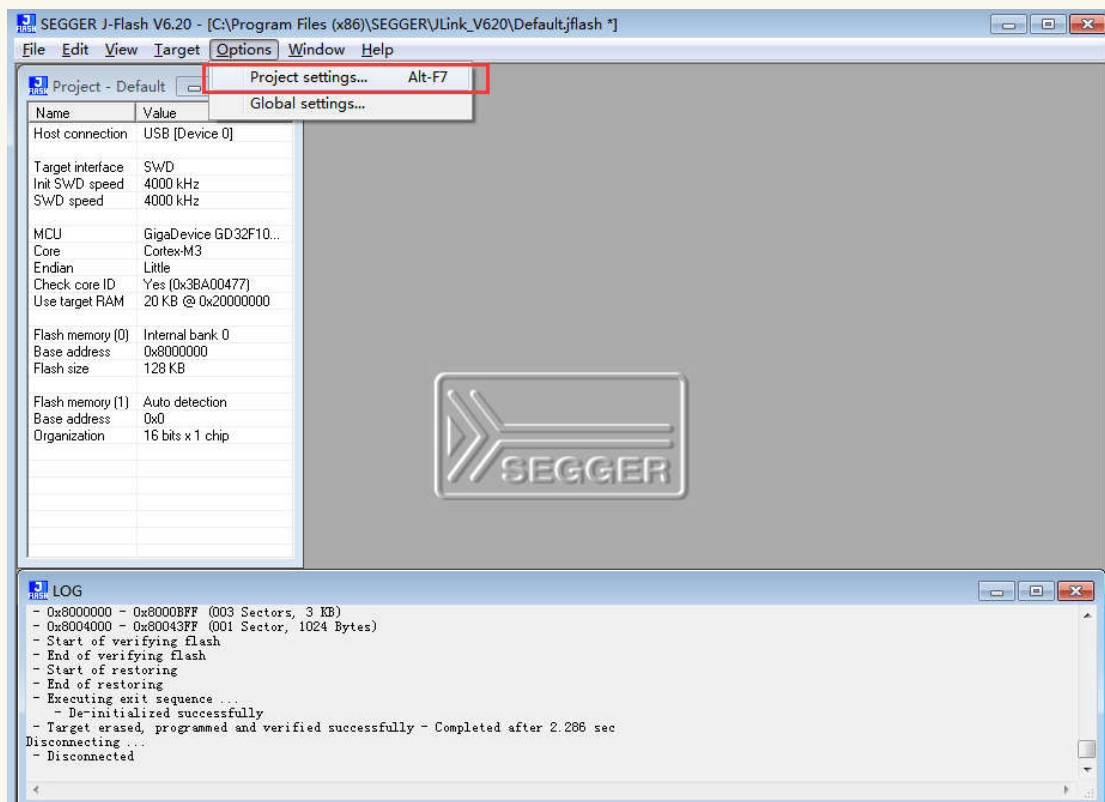 SEGGER J-Flash V6.20 - [C:\Program Files (x86)\SEGGER\JLink_V620\Default.jflash *]
File Edit View Target Options Window Help
Project settings... Alt-F7
Global settings...
Project - Default
Name Value
Host connection USB [Device 0]
Target interface SWD
Init SWD speed 4000 kHz
SWD speed 4000 kHz
MCU GigaDevice GD32F10...
Core Cortex-M3
Endian Little
Check core ID Yes (0x3BA00477)
Use target RAM 20 KB @ 0x20000000
Flash memory (0) Internal bank 0
Base address 0x8000000
Flash size 128 KB
Flash memory (1) Auto detection
Base address 0x0
Organization 16 bits x 1 chip
SEGGER
LOG
- 0x8000000 - 0x8000BFF (003 Sectors, 3 KB)
- 0x8004000 - 0x80043FF (001 Sector, 1024 Bytes)
- Start of verifying flash
- End of verifying flash
- Start of restoring
- End of restoring
- Executing exit sequence ...
- De-initialized successfully
- Target erased, programmed and verified successfully - Completed after 2.286 sec
Disconnecting ...
- Disconnected